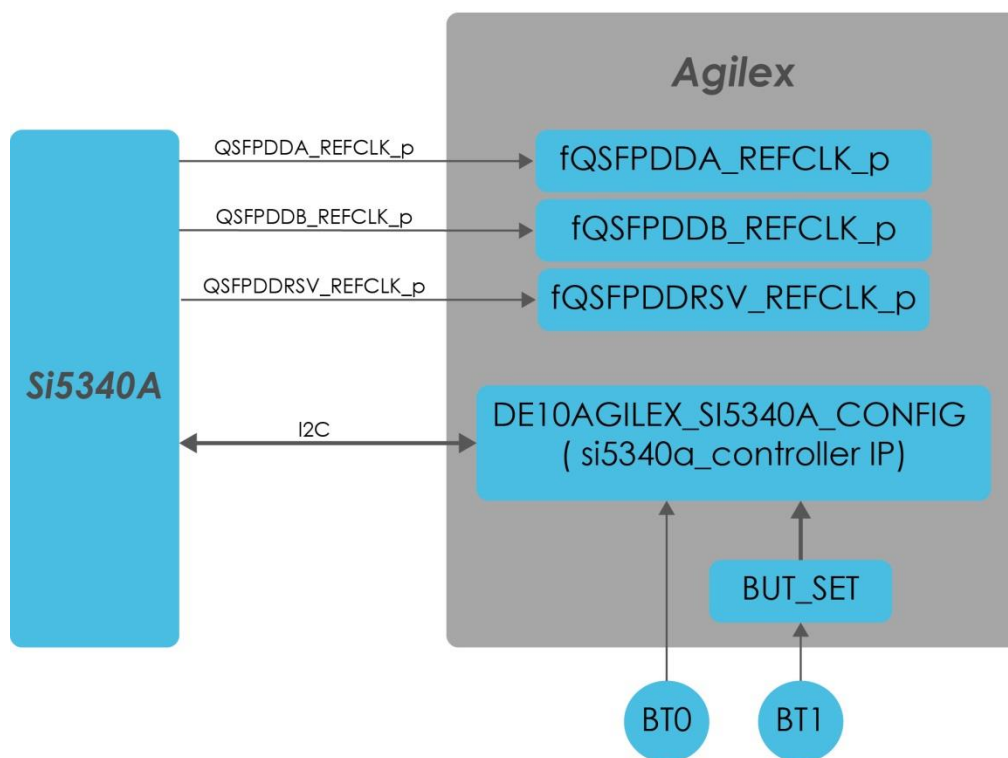 Agilex
Si5340A
QSFPDDA_REFCLK_p
fQSFPDDA_REFCLK_p
QSFPDDB_REFCLK_p
fQSFPDDB_REFCLK_p
QSFPDDRSV_REFCLK_p
fQSFPDDRSV_REFCLK_p
I2C
DE10AGILEX_SI5340A_CONFIG
( si5340a_controller IP)
BUT_SET
BT0
BT1